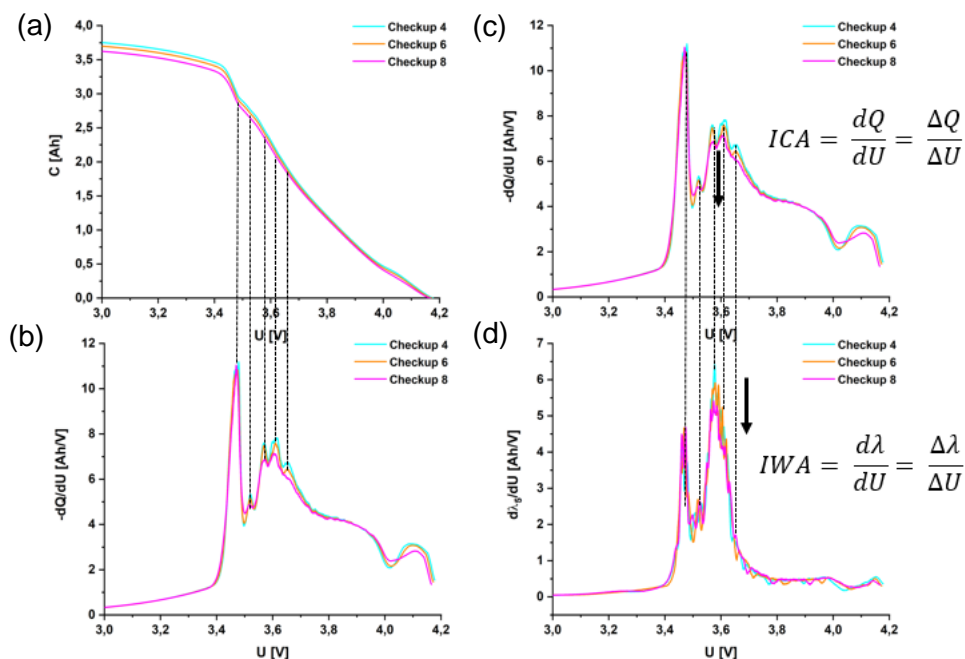 (a)
Checkup 4
Checkup 6
Checkup 8
4,0
3,5
3,0
2,5
2,0
1,5
1,0
0,5
0,0
C [Ah]
3,0 3,2 3,4 3,6 3,8 4,0 4,2
U [V]
(b)
Checkup 4
Checkup 6
Checkup 8
12
10
8
6
4
2
0
-dQ/dU [Ah/V]
3,0 3,2 3,4 3,6 3,8 4,0 4,2
U [V]
(c)
Checkup 4
Checkup 6
Checkup 8
12
10
8
6
4
2
0
-dQ/dU [Ah/V]
3,0 3,2 3,4 3,6 3,8 4,0 4,2
U [V]
ICA = dQ/dU = ΔQ/ΔU
(d)
Checkup 4
Checkup 6
Checkup 8
7
6
5
4
3
2
1
0
dλ₅/dU [Ah/V]
3,0 3,2 3,4 3,6 3,8 4,0 4,2
U [V]
IWA = dλ/dU = Δλ/ΔU